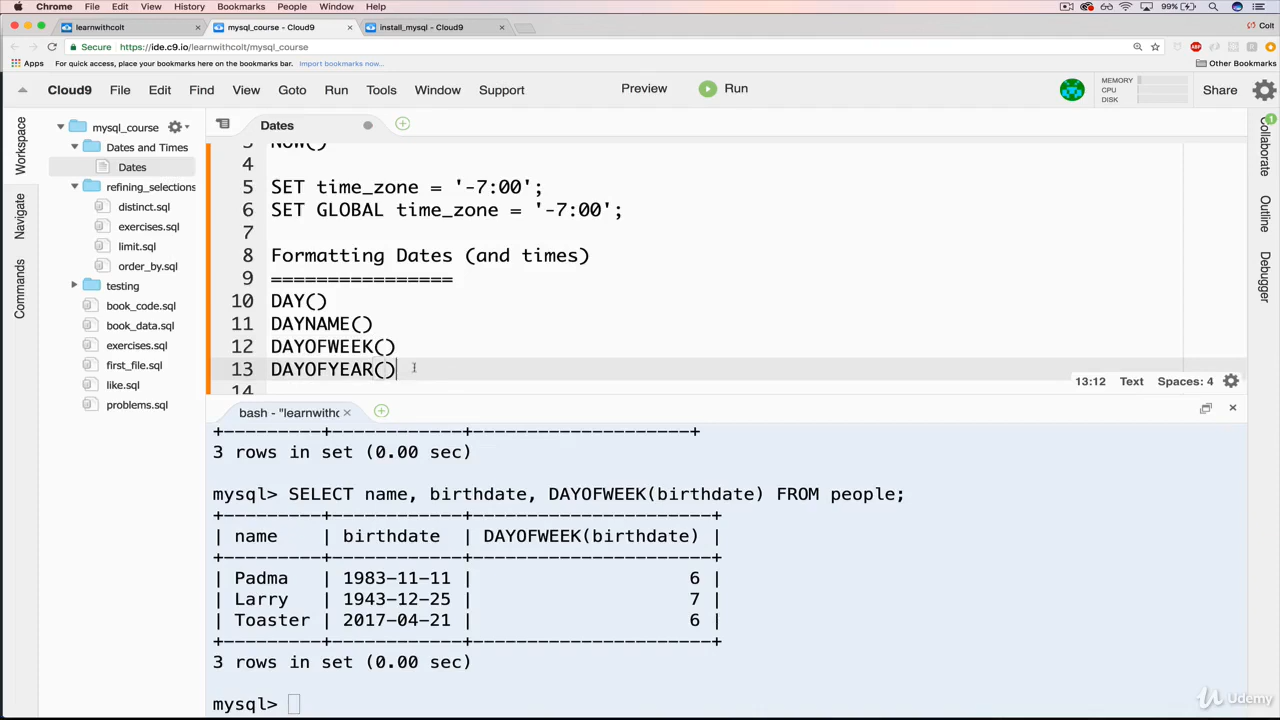 Chrome File Edit View History Bookmarks People Window Help 99%
learnwithcolt mysql_course - Cloud9 install_mysql - Cloud9 Colt
Secure https://ide.c9.io/learnwithcolt/mysql_course
Apps For quick access, place your bookmarks here on the bookmarks bar. Import bookmarks now... Other Bookmarks
Cloud9 File Edit Find View Goto Run Tools Window Support Preview Run MEMORY CPU DISK Share
Workspace
Navigate
Commands
mysql_course
Dates and Times
Dates
refining_selections
distinct.sql
exercises.sql
limit.sql
order_by.sql
testing
book_code.sql
book_data.sql
exercises.sql
first_file.sql
like.sql
problems.sql
Dates
3 NOW()
4
5 SET time_zone = '-7:00';
6 SET GLOBAL time_zone = '-7:00';
7
8 Formatting Dates (and times)
9 ================
10 DAY()
11 DAYNAME()
12 DAYOFWEEK()
13 DAYOFYEAR()
14
13:12 Text Spaces: 4
1
Collaborate
Outline
Debugger
bash - "learnwithc
+---------+------------+--------------------+
3 rows in set (0.00 sec)
mysql> SELECT name, birthdate, DAYOFWEEK(birthdate) FROM people;
+---------+------------+----------------------+
| name | birthdate | DAYOFWEEK(birthdate) |
+---------+------------+----------------------+
| Padma | 1983-11-11 | 6 |
| Larry | 1943-12-25 | 7 |
| Toaster | 2017-04-21 | 6 |
+---------+------------+----------------------+
3 rows in set (0.00 sec)
mysql>
Udemy